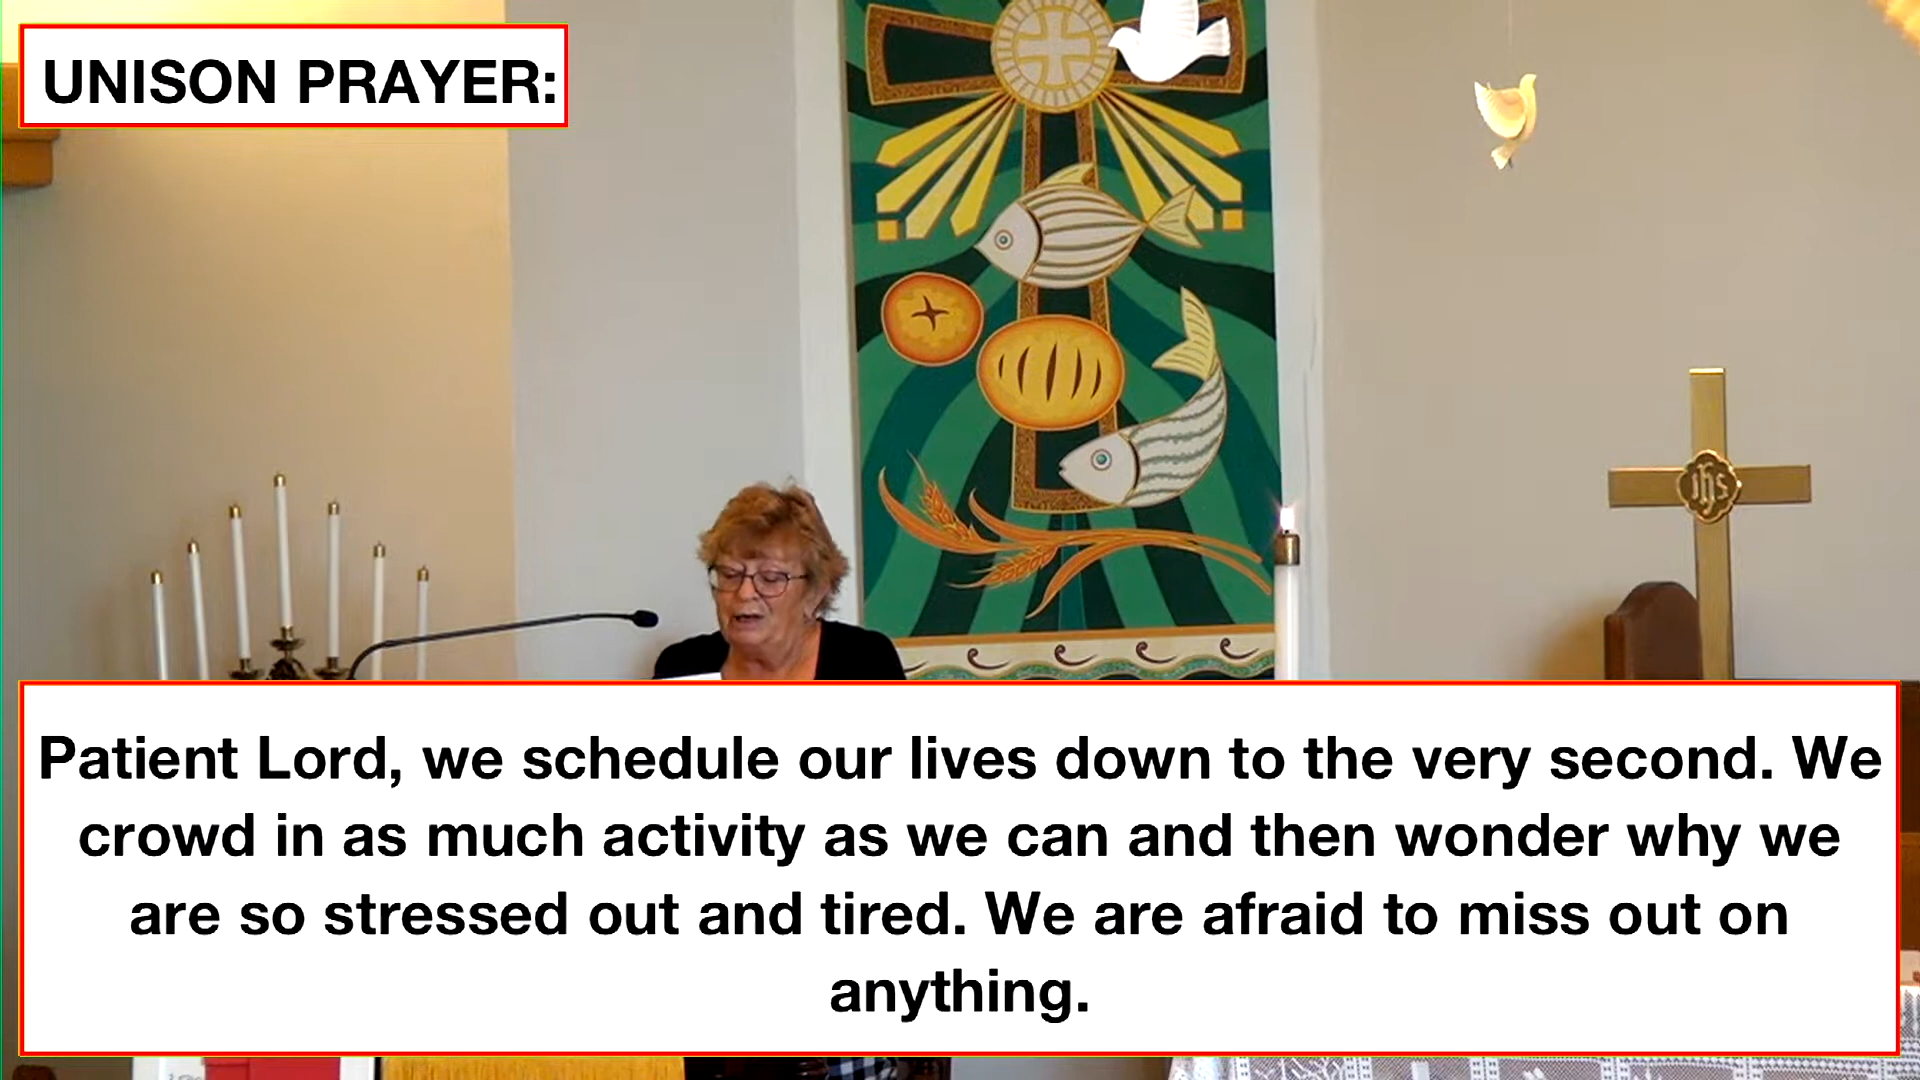 UNISON PRAYER:
IHS
Patient Lord, we schedule our lives down to the very second. We
crowd in as much activity as we can and then wonder why we
are so stressed out and tired. We are afraid to miss out on
anything.